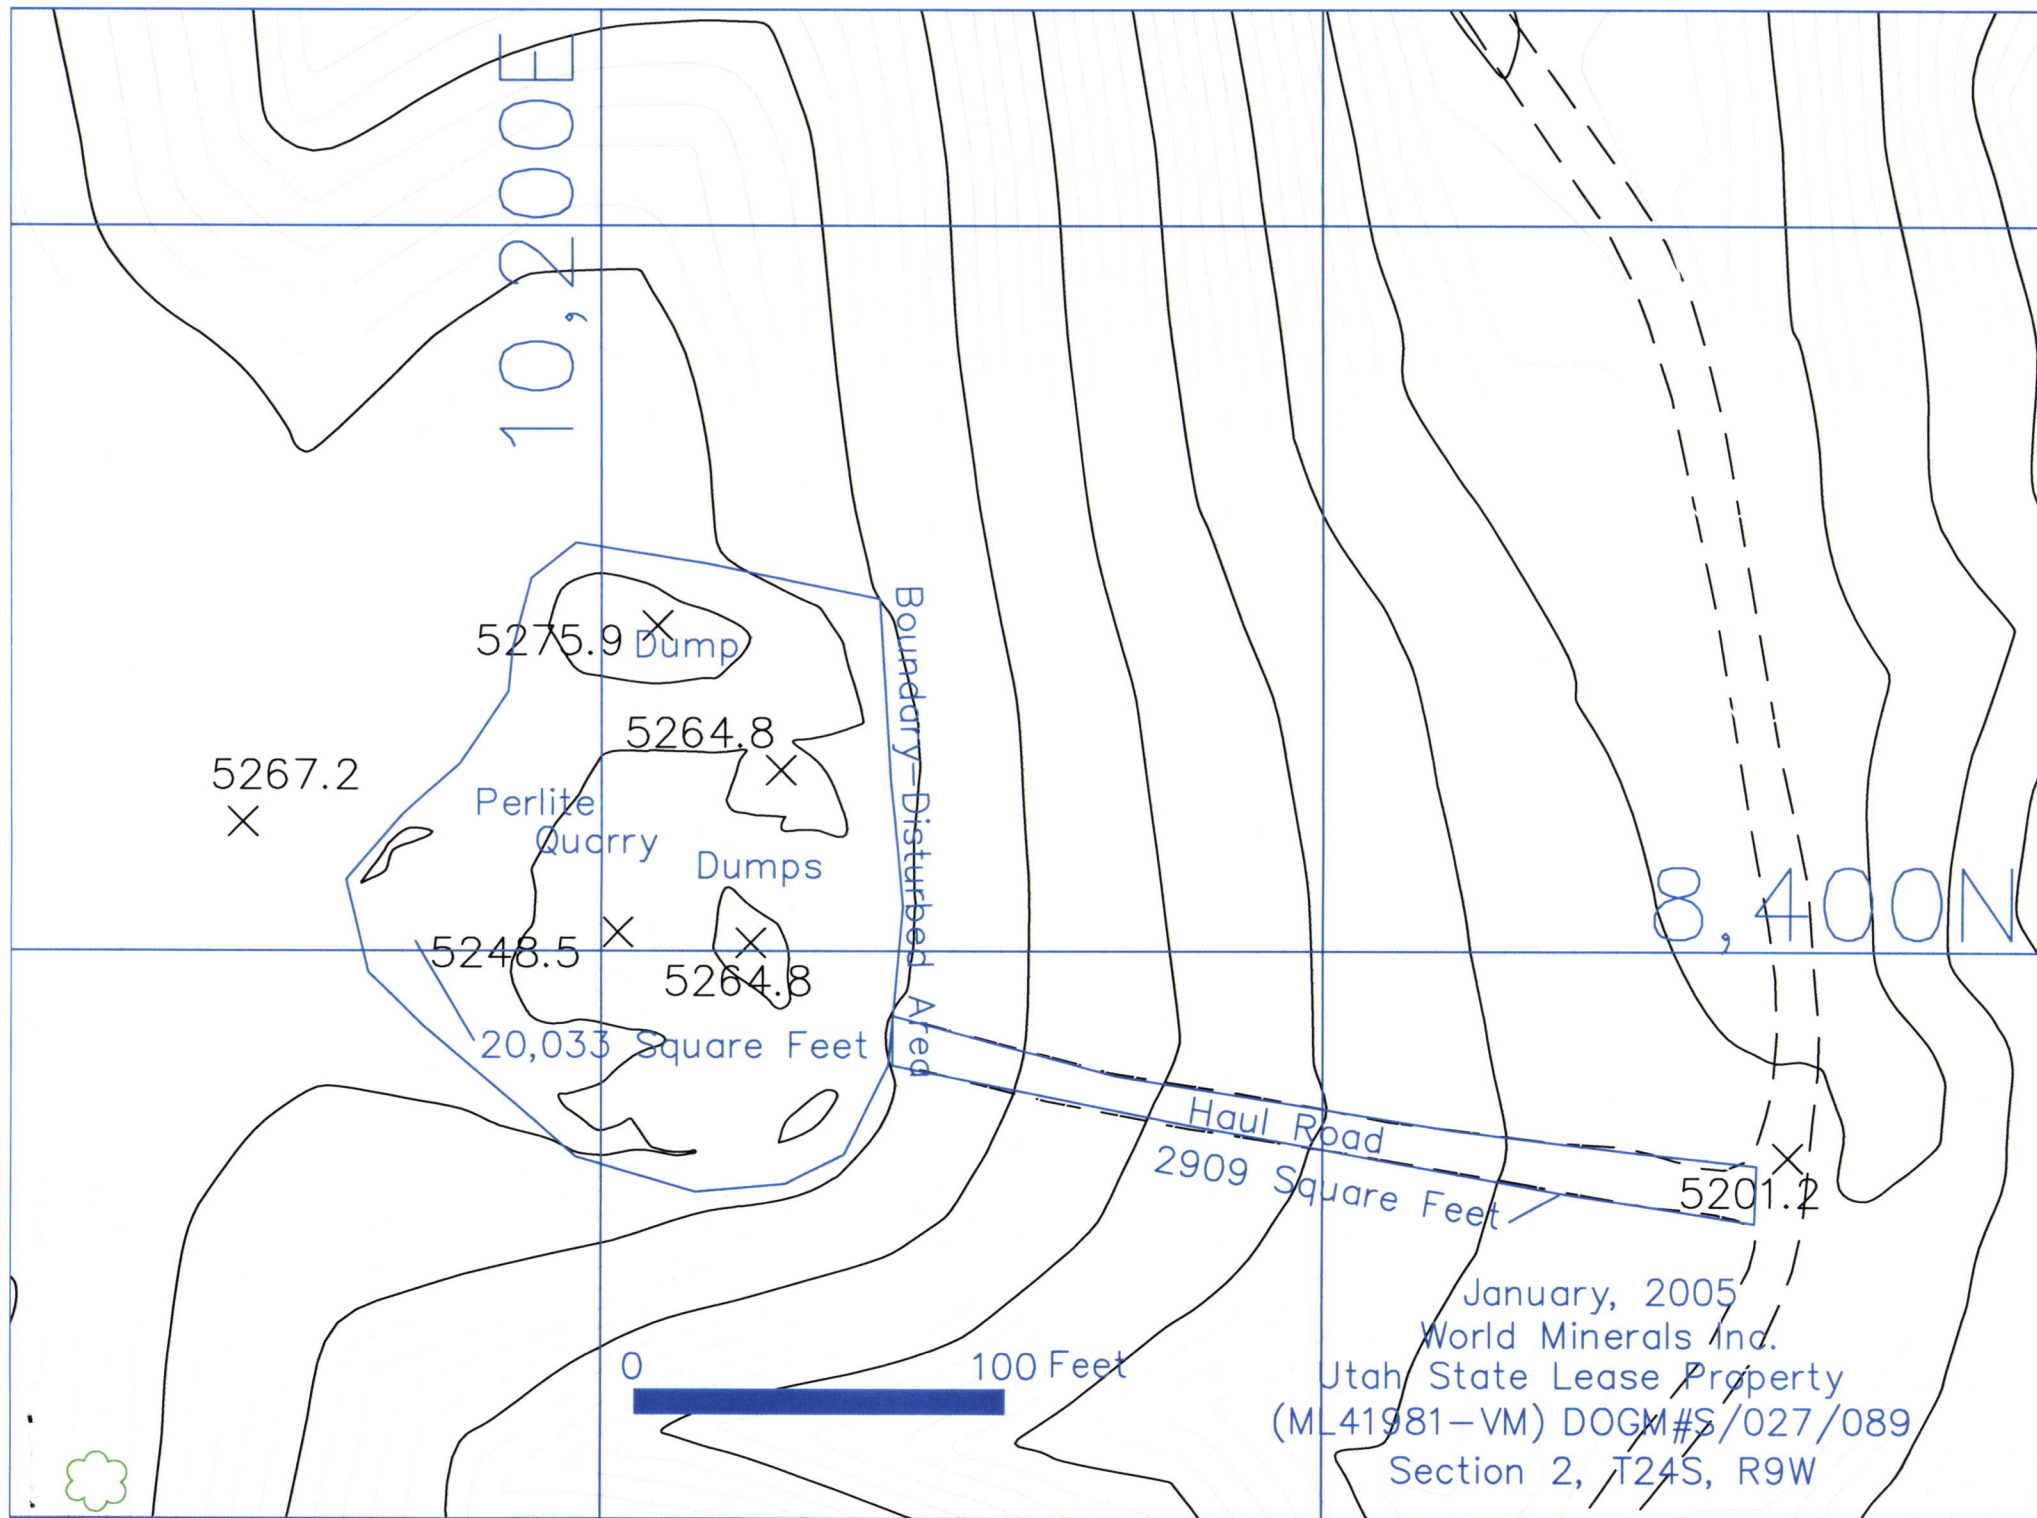 10,200E
5275.9
Dump
5264.8
5267.2
Perlite
Quarry
Dumps
Boundary-Disturbed Area
8,400N
5248.5
5264.8
20,033 Square Feet
Haul Road
2909 Square Feet
5201.2
January, 2005
World Minerals Inc.
0 100 Feet
Utah State Lease Property
(ML41981-VM) DOGM#S/027/089
Section 2, T24S, R9W